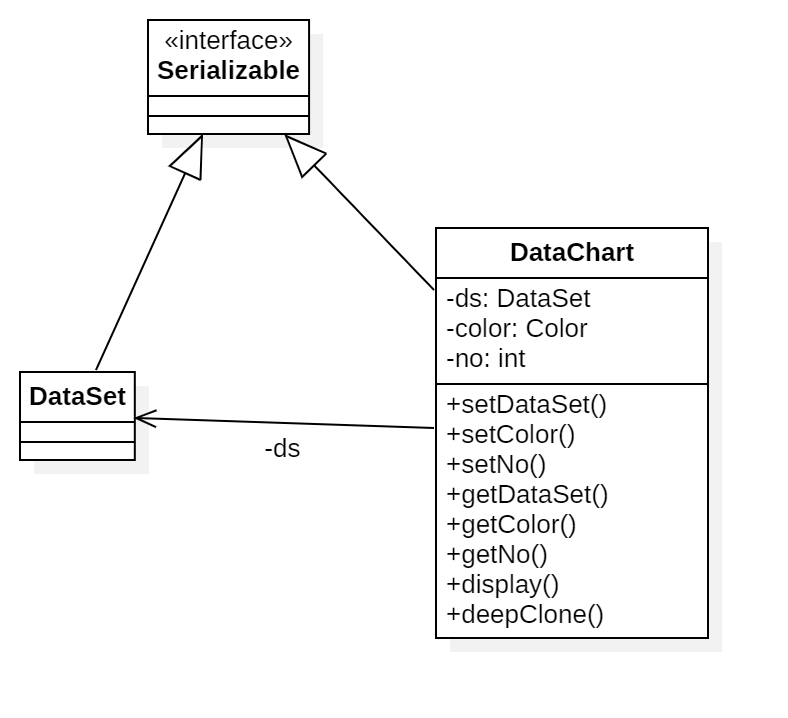 «interface»
Serializable
DataChart
-ds: DataSet
-color: Color
-no: int
+setDataSet()
+setColor()
+setNo()
+getDataSet()
+getColor()
+getNo()
+display()
+deepClone()
DataSet
-ds